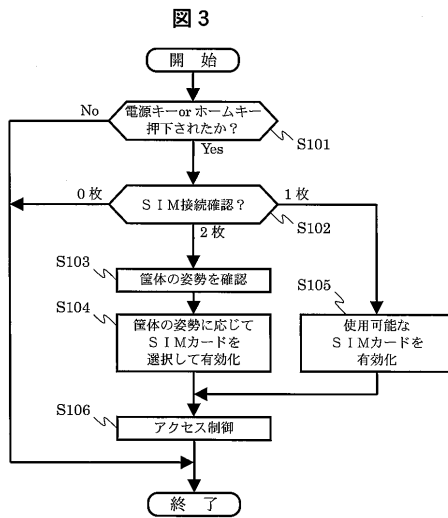 図3
開 始
No
電源キーor ホームキー
押下されたか？
S101
Yes
0枚
ＳＩＭ接続確認？
1枚
S102
2枚
S103
筐体の姿勢を確認
S104
筐体の姿勢に応じて
ＳＩＭカードを
選択して有効化
S105
使用可能な
ＳＩＭカードを
有効化
S106
アクセス制御
終 了